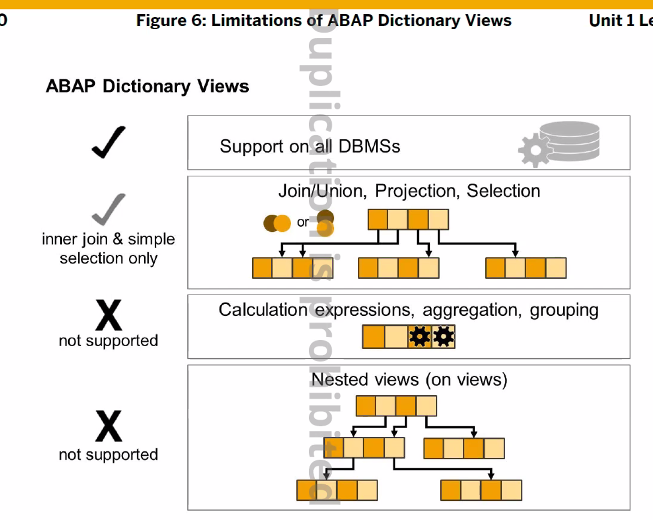 0
Figure 6: Limitations of ABAP Dictionary Views
Unit 1 Le
ABAP Dictionary Views
Support on all DBMSs
Join/Union, Projection, Selection
or
inner join & simple
selection only
Calculation expressions, aggregation, grouping
X
not supported
Nested views (on views)
X
not supported
Duplication is prohibited